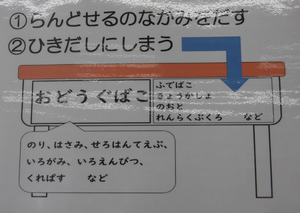 ①らんどせるのなかみをだす
②ひきだしにしまう
おどうぐばこ
ふでばこ
きょうかしょ
のおと
れんらくぶくろ など
のり、はさみ、せろはんてえぷ、
いろがみ、いろえんぴつ、
くれぱす など